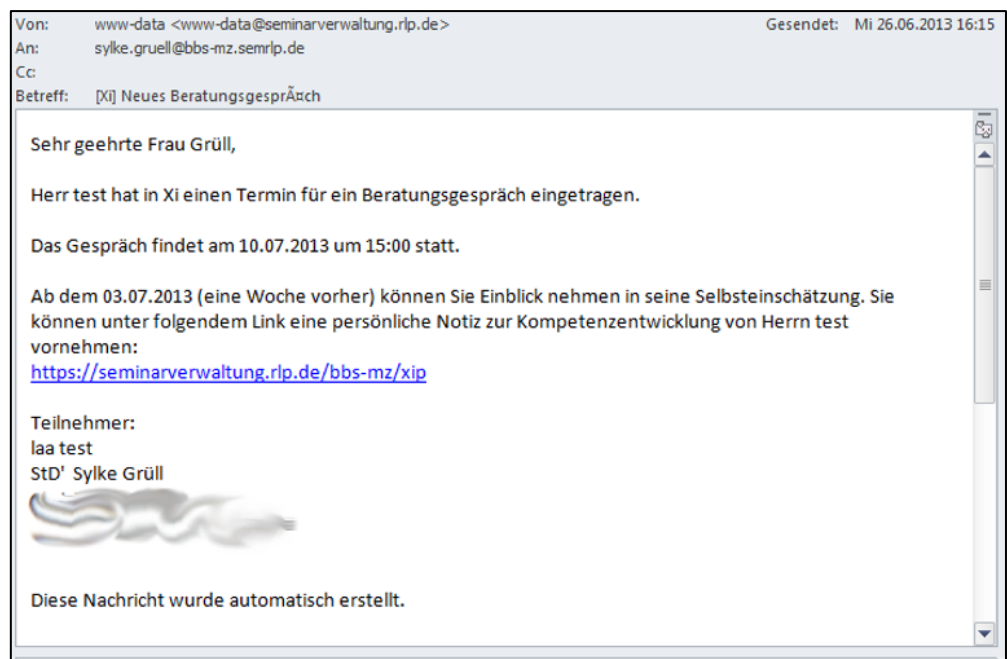 Von: www-data <www-data@seminarverwaltung.rlp.de> Gesendet: Mi 26.06.2013 16:15
An: sylke.gruell@bbs-mz.semrlp.de
Cc:
Betreff: [Xi] Neues BeratungsgesprÃ¤ch
Sehr geehrte Frau Grüll,
Herr test hat in Xi einen Termin für ein Beratungsgespräch eingetragen.
Das Gespräch findet am 10.07.2013 um 15:00 statt.
Ab dem 03.07.2013 (eine Woche vorher) können Sie Einblick nehmen in seine Selbsteinschätzung. Sie
können unter folgendem Link eine persönliche Notiz zur Kompetenzentwicklung von Herrn test
vornehmen:
https://seminarverwaltung.rlp.de/bbs-mz/xip
Teilnehmer:
laa test
StD' Sylke Grüll
Diese Nachricht wurde automatisch erstellt.